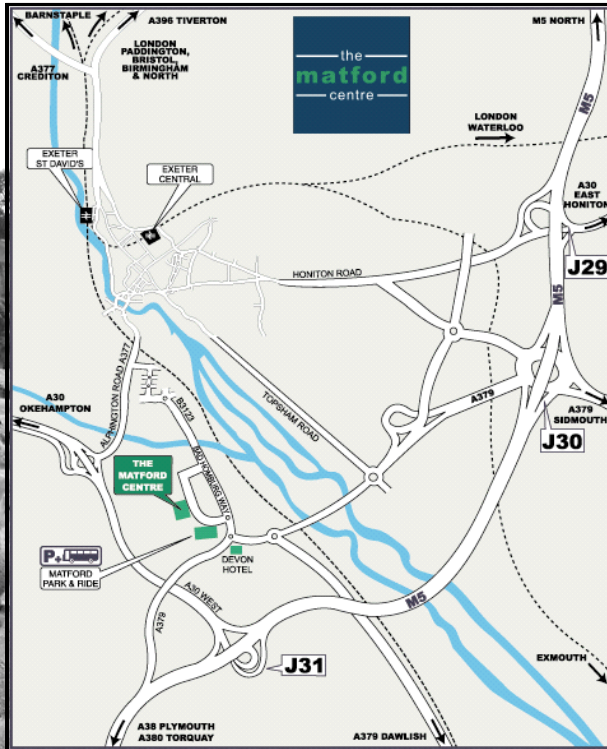 BARNSTAPLE
A396 TIVERTON
M5 NORTH
LONDON
PADDINGTON,
BRISTOL,
BIRMINGHAM
& NORTH
A377
CREDITON
the
matford
centre
M5
LONDON
WATERLOO
EXETER
ST DAVID'S
EXETER
CENTRAL
A30
EAST
HONITON
J29
HONITON ROAD
M5
ALPHINGTON ROAD A377
A30
OKEHAMPTON
B3123
TOPSHAM ROAD
A379
A379
SIDMOUTH
J30
BAD HOMBURG WAY
THE
MATFORD
CENTRE
P+
MATFORD
PARK & RIDE
DEVON
HOTEL
A30 WEST
A379
M5
J31
EXMOUTH
A38 PLYMOUTH
A380 TORQUAY
A379 DAWLISH